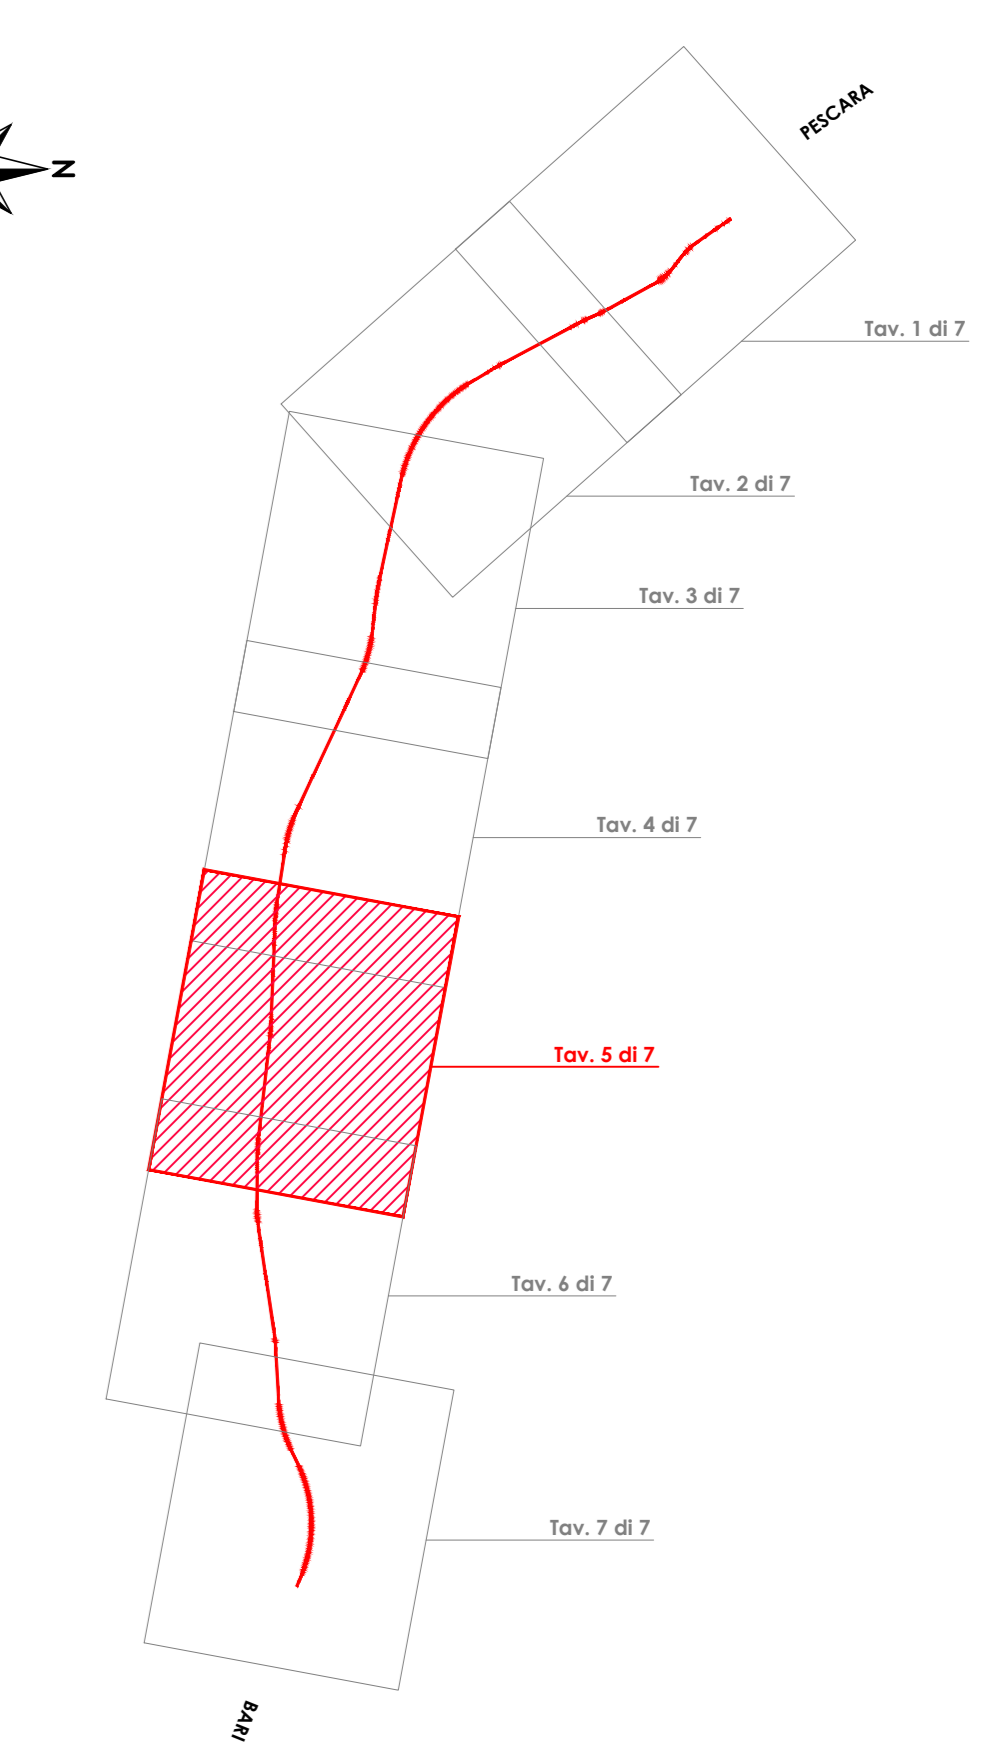 PESCARA
N
Tav. 1 di 7
Tav. 2 di 7
Tav. 3 di 7
Tav. 4 di 7
Tav. 5 di 7
Tav. 6 di 7
Tav. 7 di 7
BARI